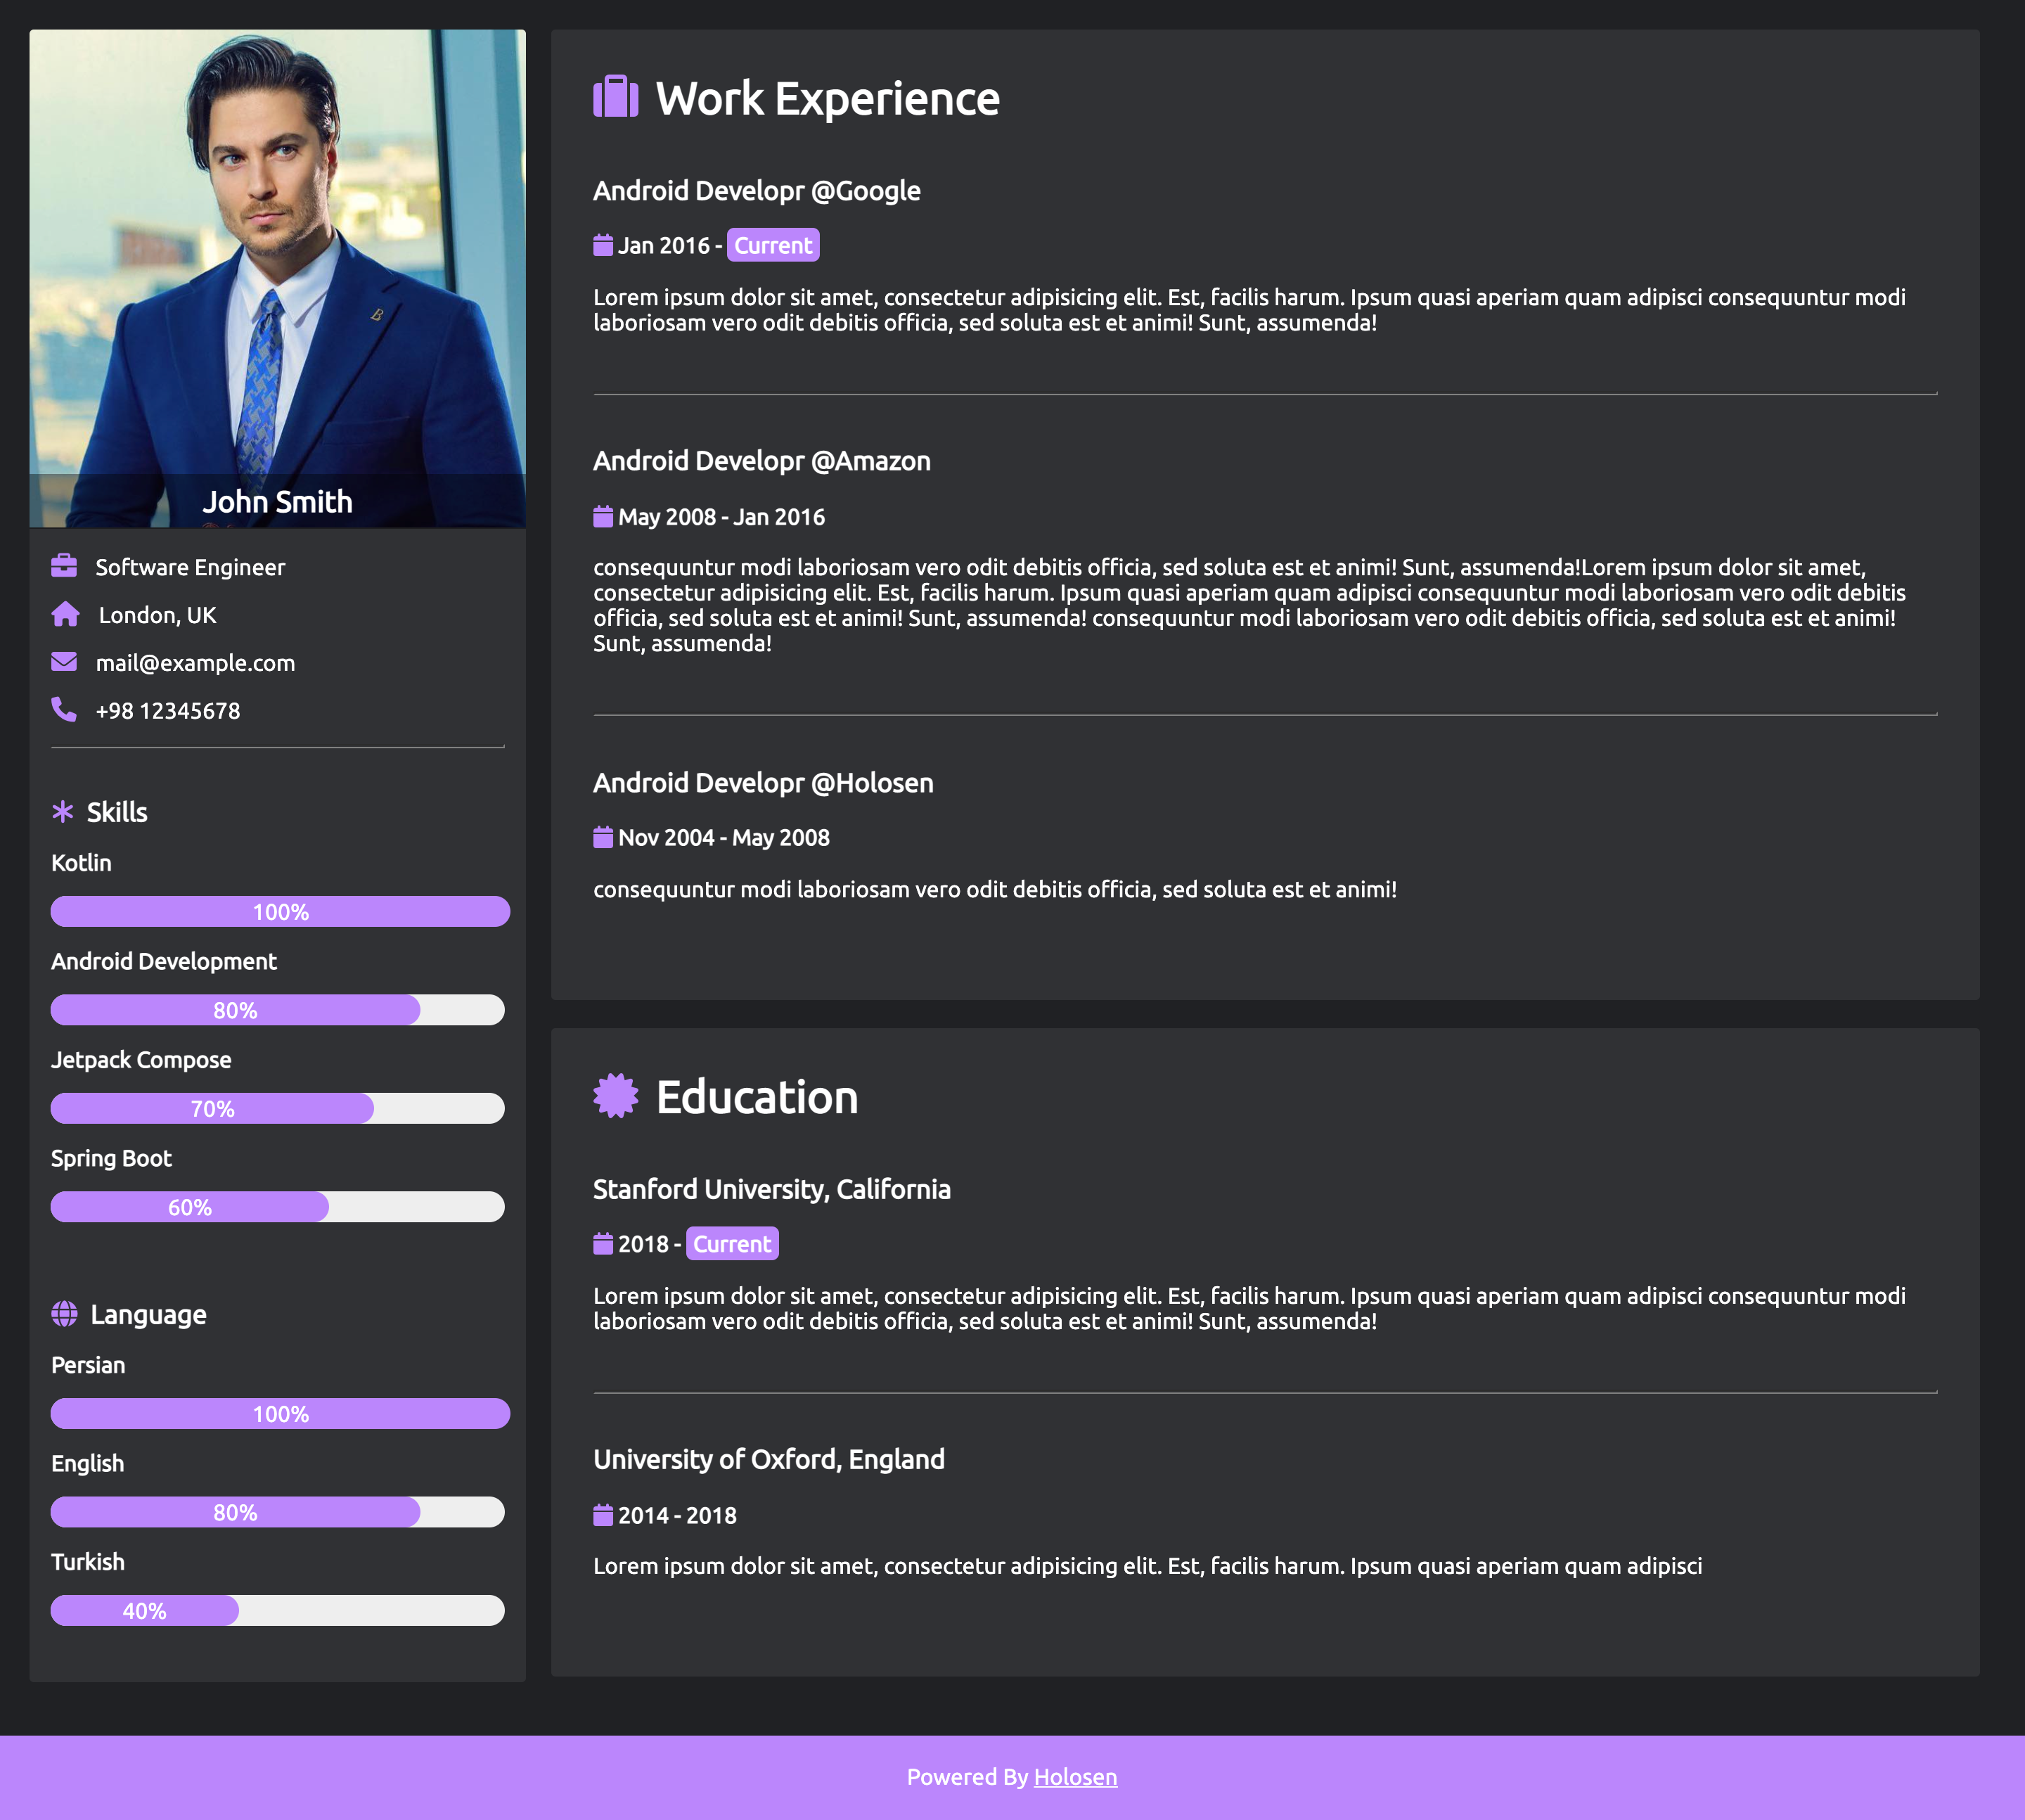 John Smith
Software Engineer
London, UK
mail@example.com
+98 12345678
Skills
Kotlin
100%
Android Development
80%
Jetpack Compose
70%
Spring Boot
60%
Language
Persian
100%
English
80%
Turkish
40%
Work Experience
Android Developr @Google
Jan 2016 - Current
Lorem ipsum dolor sit amet, consectetur adipisicing elit. Est, facilis harum. Ipsum quasi aperiam quam adipisci consequuntur modi
laboriosam vero odit debitis officia, sed soluta est et animi! Sunt, assumenda!
Android Developr @Amazon
May 2008 - Jan 2016
consequuntur modi laboriosam vero odit debitis officia, sed soluta est et animi! Sunt, assumenda!Lorem ipsum dolor sit amet,
consectetur adipisicing elit. Est, facilis harum. Ipsum quasi aperiam quam adipisci consequuntur modi laboriosam vero odit debitis
officia, sed soluta est et animi! Sunt, assumenda! consequuntur modi laboriosam vero odit debitis officia, sed soluta est et animi!
Sunt, assumenda!
Android Developr @Holosen
Nov 2004 - May 2008
consequuntur modi laboriosam vero odit debitis officia, sed soluta est et animi!
Education
Stanford University, California
2018 - Current
Lorem ipsum dolor sit amet, consectetur adipisicing elit. Est, facilis harum. Ipsum quasi aperiam quam adipisci consequuntur modi
laboriosam vero odit debitis officia, sed soluta est et animi! Sunt, assumenda!
University of Oxford, England
2014 - 2018
Lorem ipsum dolor sit amet, consectetur adipisicing elit. Est, facilis harum. Ipsum quasi aperiam quam adipisci
Powered By Holosen